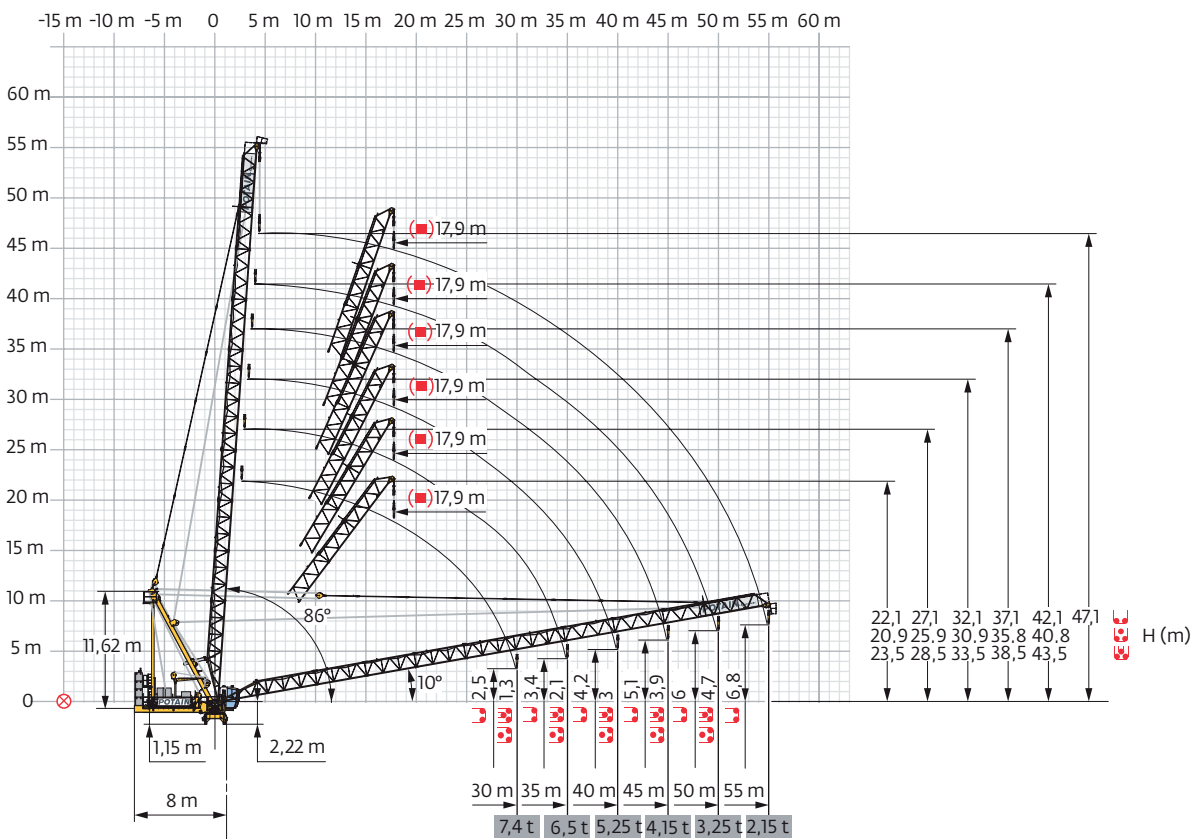 -15 m -10 m -5 m 0 5 m 10 m 15 m 20 m 25 m 30 m 35 m 40 m 45 m 50 m 55 m 60 m
60 m
55 m
50 m
45 m
40 m
35 m
30 m
25 m
20 m
15 m
10 m
5 m
0
17,9 m
17,9 m
17,9 m
17,9 m
17,9 m
17,9 m
86°
10°
11,62 m
POTAIN
POTAIN
22,1 27,1 32,1 37,1 42,1 47,1
20,9 25,9 30,9 35,8 40,8
23,5 28,5 33,5 38,5 43,5
H (m)
2,5 1,3 3,4 2,1 4,2 3 5,1 3,9 6 4,7 6,8
1,15 m
2,22 m
8 m
30 m 35 m 40 m 45 m 50 m 55 m
7,4 t 6,5 t 5,25 t 4,15 t 3,25 t 2,15 t